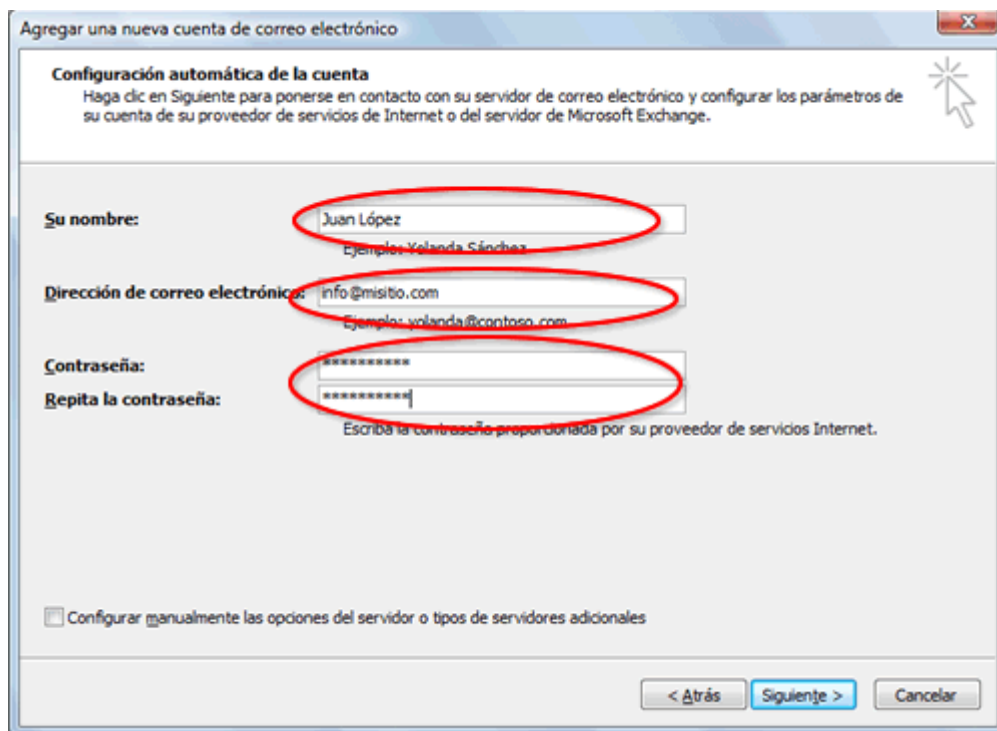 Agregar una nueva cuenta de correo electrónico
Configuración automática de la cuenta
Haga clic en Siguiente para ponerse en contacto con su servidor de correo electrónico y configurar los parámetros de
su cuenta de su proveedor de servicios de Internet o del servidor de Microsoft Exchange.
Su nombre: Juan López
Ejemplo: Yolanda Sánchez
Dirección de correo electrónico: info@misitio.com
Ejemplo: yolanda@contoso.com
Contraseña: **********
Repita la contraseña: **********
Escriba la contraseña proporcionada por su proveedor de servicios Internet.
Configurar manualmente las opciones del servidor o tipos de servidores adicionales
< Atrás Siguiente > Cancelar